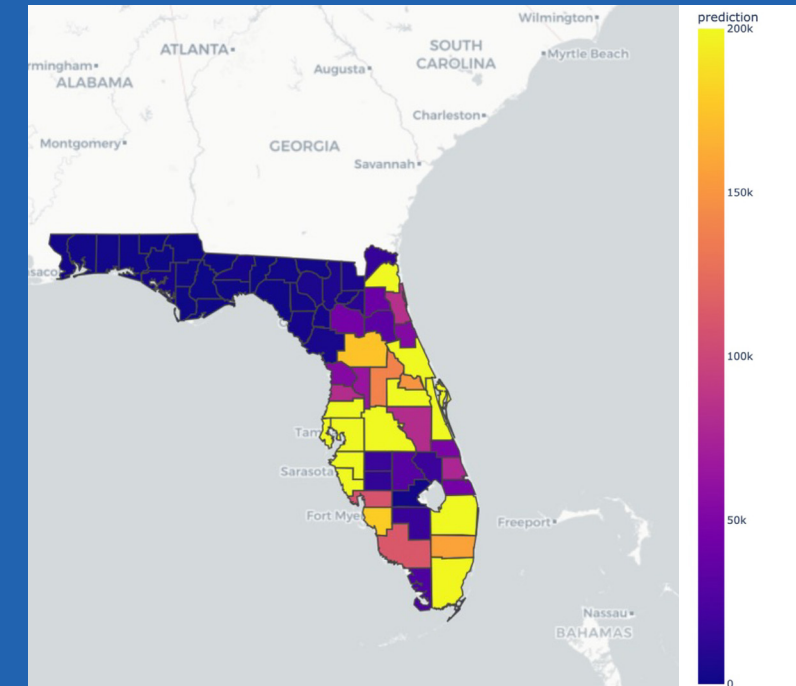 Wilmington
ATLANTA
SOUTH
CAROLINA
Myrtle Beach
rmingham
ALABAMA
Augusta
Charleston
Montgomery
GEORGIA
Savannah
saco
Tam
Sarasota
Fort Mye
Freeport
Nassau
BAHAMAS
prediction
200k
150k
100k
50k
0